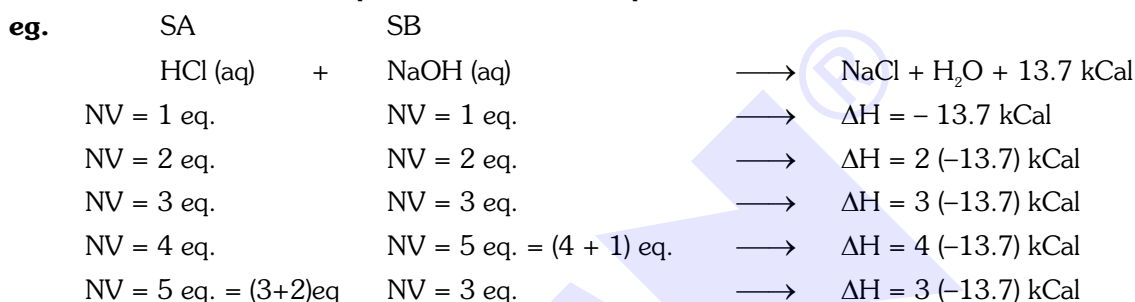 eg. SA SB
HCl (aq) + NaOH (aq) ⟶ NaCl + H₂O + 13.7 kCal
NV = 1 eq. NV = 1 eq. ⟶ ΔH = – 13.7 kCal
NV = 2 eq. NV = 2 eq. ⟶ ΔH = 2 (–13.7) kCal
NV = 3 eq. NV = 3 eq. ⟶ ΔH = 3 (–13.7) kCal
NV = 4 eq. NV = 5 eq. = (4 + 1) eq. ⟶ ΔH = 4 (–13.7) kCal
NV = 5 eq. = (3+2)eq NV = 3 eq. ⟶ ΔH = 3 (–13.7) kCal
®